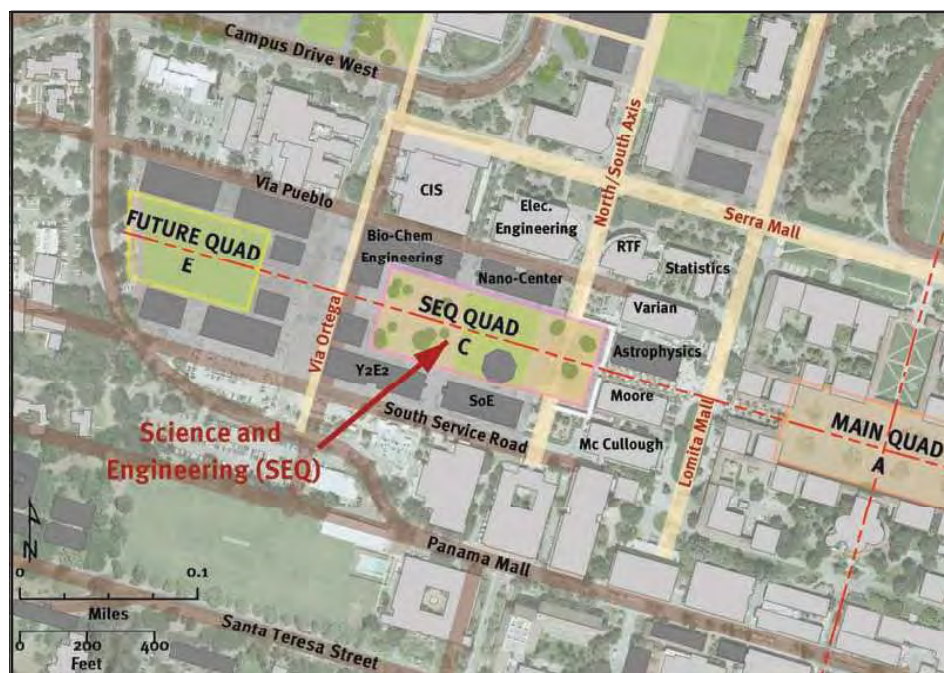 Campus Drive West
Via Pueblo
CIS
North/South Axis
Serra Mall
FUTURE QUAD
E
Bio-Chem
Engineering
Elec.
Engineering
RTF
Statistics
Nano-Center
Varian
Via Ortega
SEQ QUAD
C
Astrophysics
Y2E2
SoE
Moore
Mc Cullough
South Service Road
Lomita Mall
MAIN QUAD
A
Science and
Engineering (SEQ)
Panama Mall
Santa Teresa Street
N
0
0.1
Miles
0
200
400
Feet